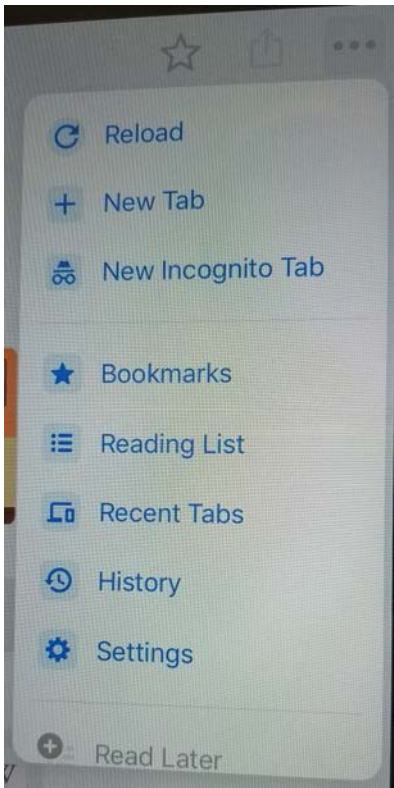 Reload
New Tab
New Incognito Tab
Bookmarks
Reading List
Recent Tabs
History
Settings
Read Later